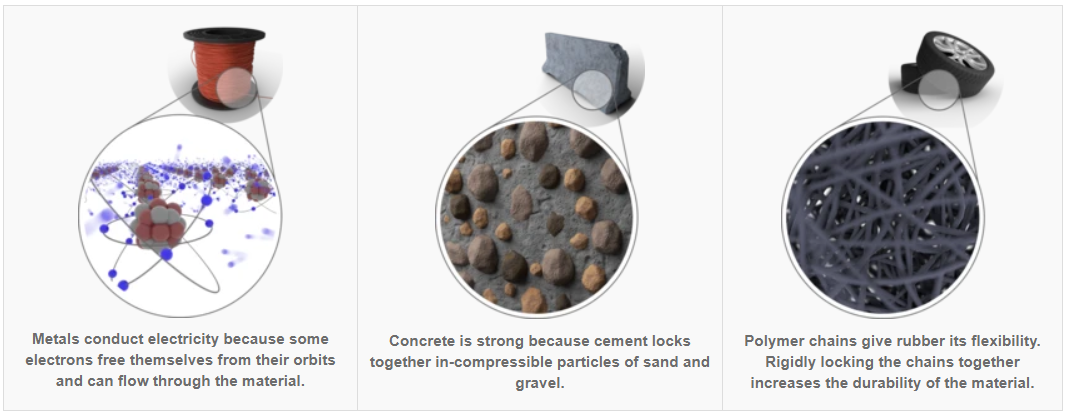 Metals conduct electricity because some
electrons free themselves from their orbits
and can flow through the material.
Concrete is strong because cement locks
together in-compressible particles of sand and
gravel.
Polymer chains give rubber its flexibility.
Rigidly locking the chains together
increases the durability of the material.